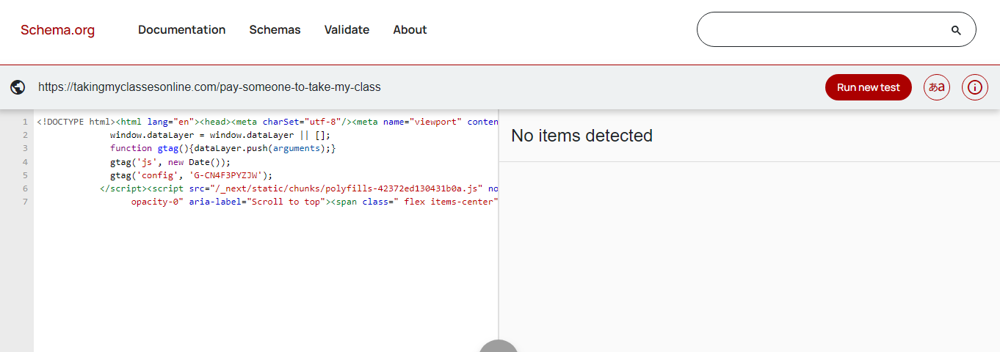 Schema.org Documentation Schemas Validate About
https://takingmyclassesonline.com/pay-someone-to-take-my-class Run new test あa
1 <!DOCTYPE html><html lang="en"><head><meta charSet="utf-8"/><meta name="viewport" conten
2 window.dataLayer = window.dataLayer || [];
3 function gtag(){dataLayer.push(arguments);}
4 gtag('js', new Date());
5 gtag('config', 'G-CN4F3PYZJW');
6 </script><script src="/_next/static/chunks/polyfills-42372ed130431b0a.js" no
7 opacity-0" aria-label="Scroll to top"><span class=" flex items-center"
No items detected